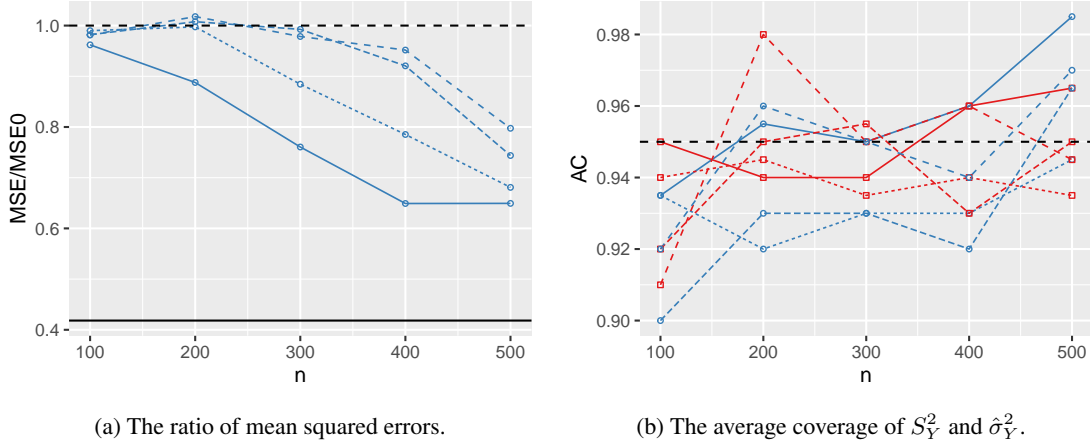 1.0
0.8
0.6
0.4
MSE/MSE0
100 200 300 400 500
n
0.98
0.96
0.94
0.92
0.90
AC
100 200 300 400 500
n
(a) The ratio of mean squared errors.
(b) The average coverage of $S_Y^2$ and $\hat{\sigma}_Y^2$.